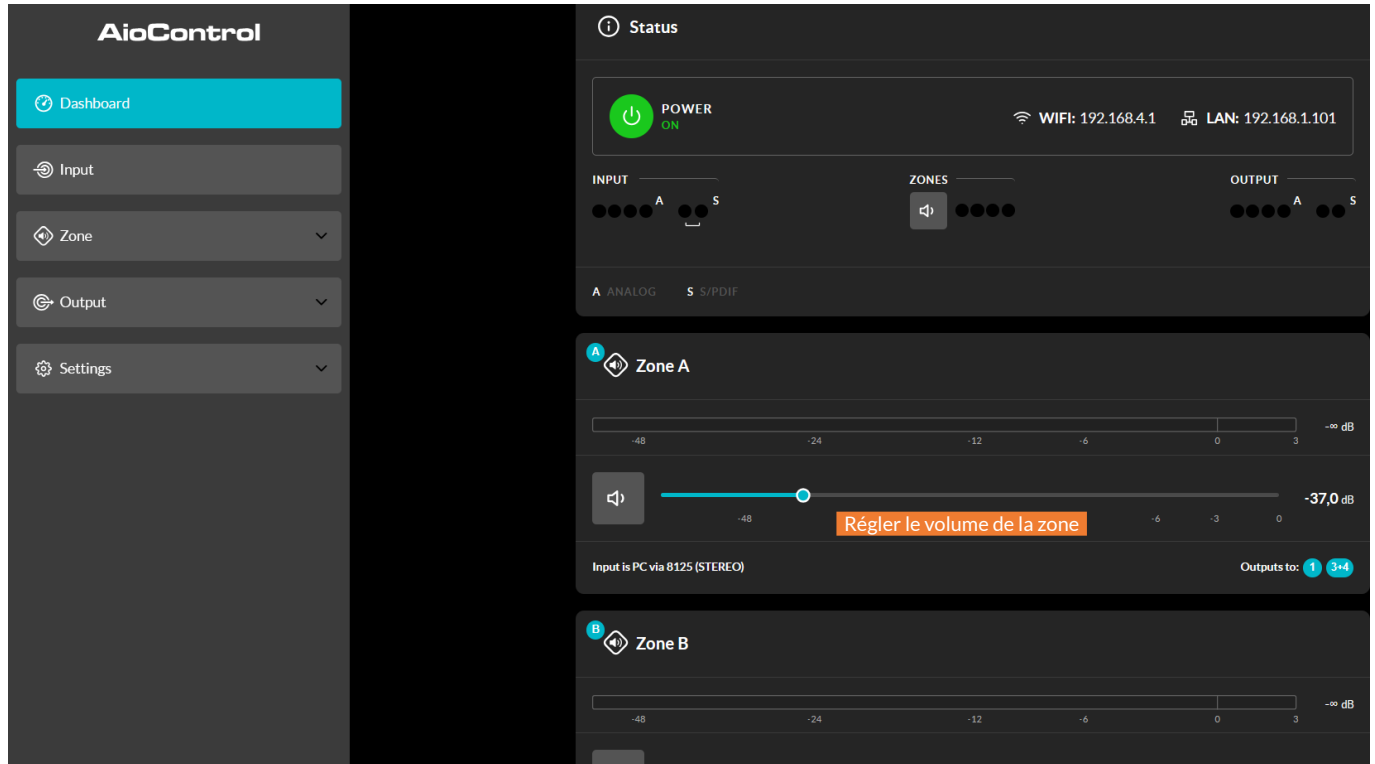 AioControl
Dashboard
Input
Zone
Output
Settings
Status
POWER
ON
WIFI: 192.168.4.1 LAN: 192.168.1.101
INPUT ZONES OUTPUT
A S A S
A ANALOG S S/PDIF
A
Zone A
-∞ dB
-48 -24 -12 -6 0 3
-37,0 dB
-48 -6 -3 0
Régler le volume de la zone
Input is PC via 8125 (STEREO) Outputs to: 1 3+4
B
Zone B
-∞ dB
-48 -24 -12 -6 0 3